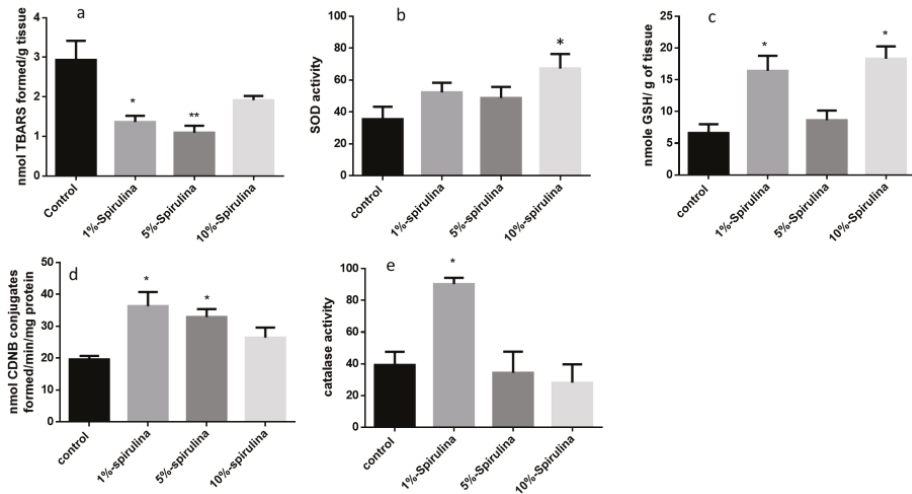 a
nmol TBARS formed/g tissue
4
3
2
1
0
*
**
Control
1%-Spirulina
5%-Spirulina
10%-Spirulina
b
SOD activity
100
80
60
40
20
0
*
Control
1%-Spirulina
5%-Spirulina
10%-Spirulina
c
nmole GSH/ g of tissue
25
20
15
10
5
0
*
*
Control
1%-Spirulina
5%-Spirulina
10%-Spirulina
d
nmol CDNB conjugates
formed/min/mg protein
50
40
30
20
10
0
*
*
control
1%-spirulina
5%-spirulina
10%-spirulina
e
catalase activity
100
80
60
40
20
0
*
control
1%-Spirulina
5%-Spirulina
10%-Spirulina